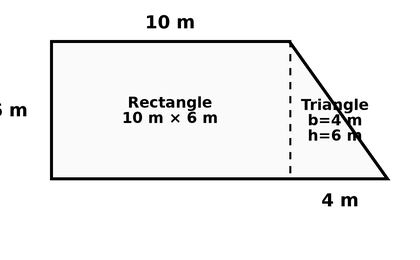 10 m
Rectangle
10 m × 6 m
Triangle
b=4 m
h=6 m
m
4 m